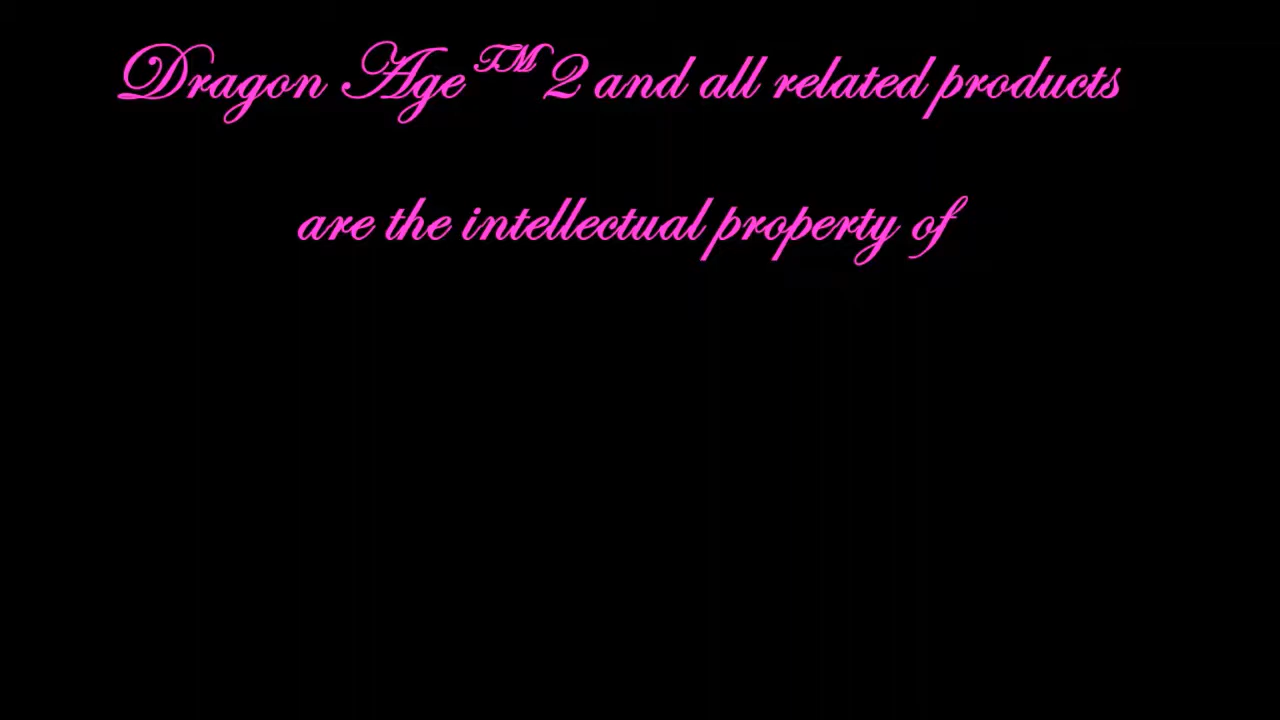 Dragon Age™ 2 and all related products
are the intellectual property of